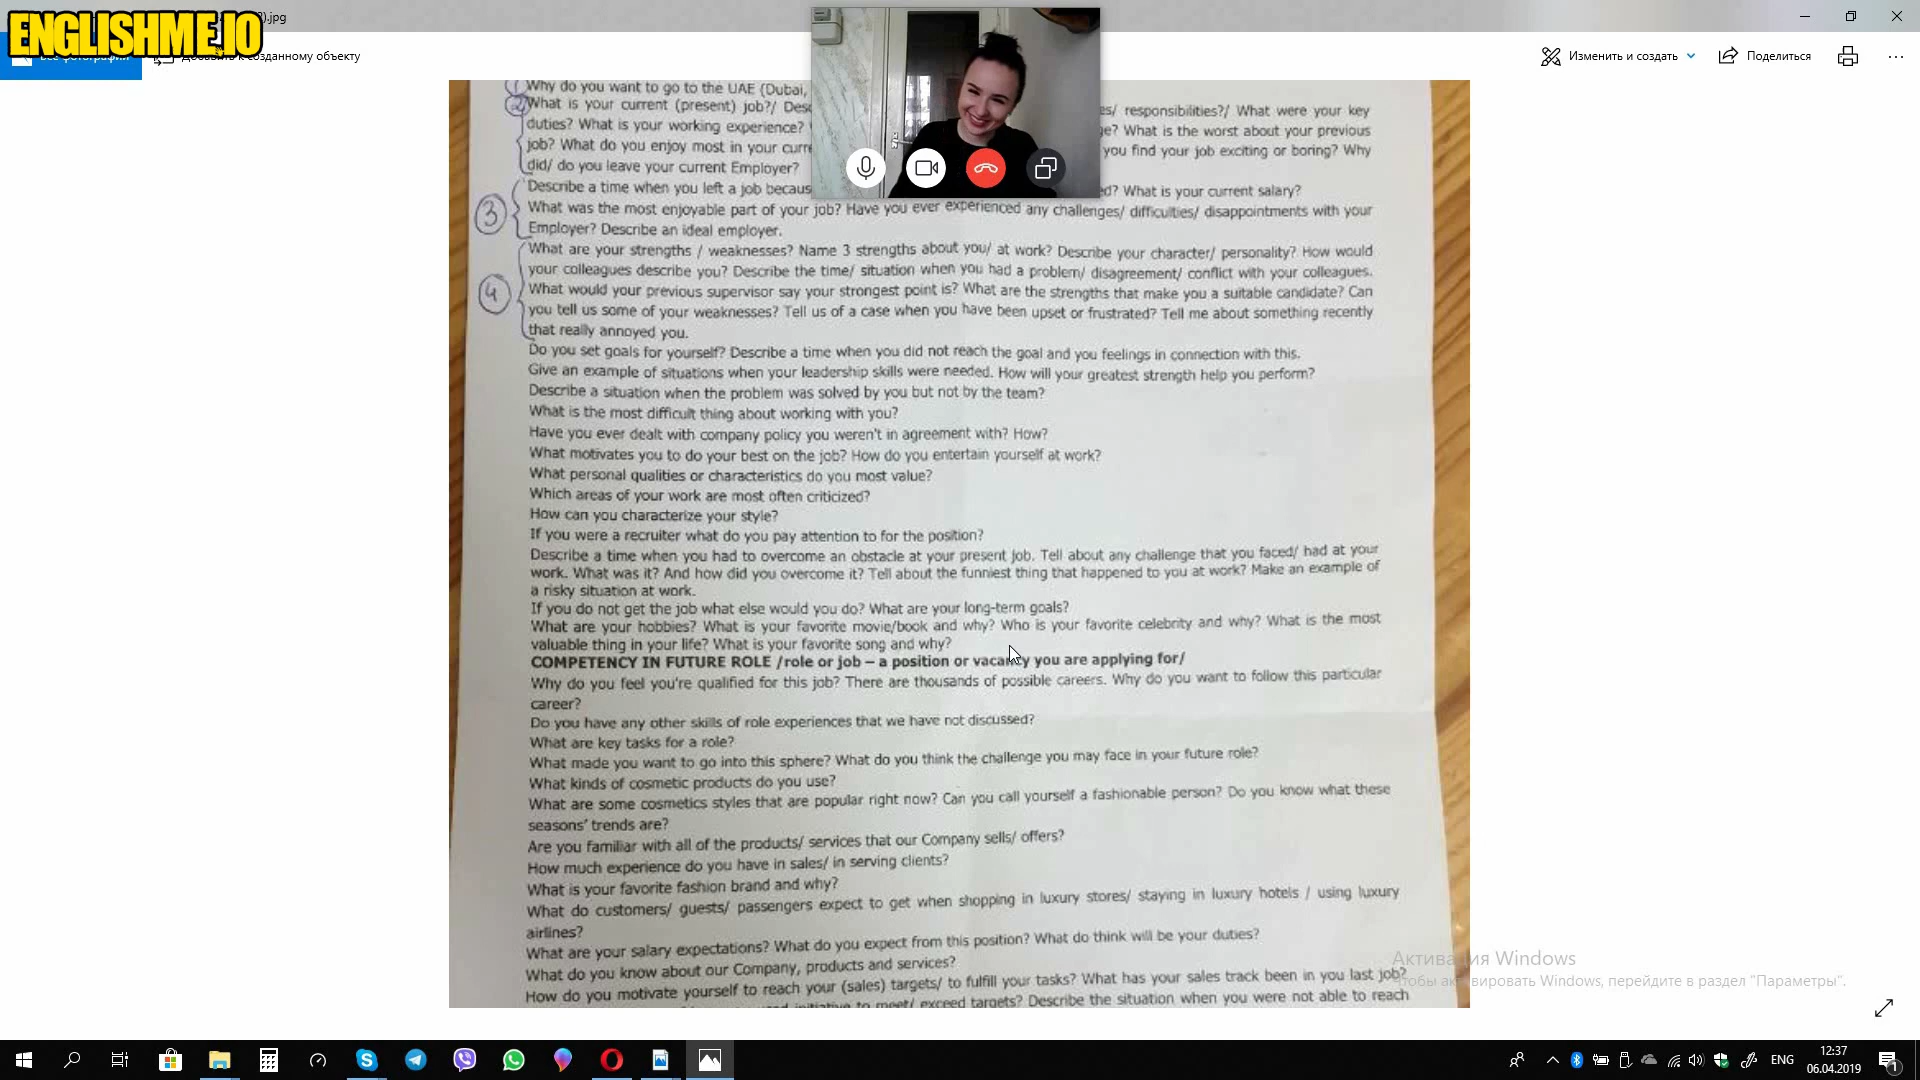 ENGLISHME.IO
).jpg
Добавить к созданному объекту
Изменить и создать
Поделиться
Why do you want to go to the UAE (Dubai,
What is your current (present) job?/ Desc es/ responsibilities?/ What were your key
duties? What is your working experience? ge? What is the worst about your previous
job? What do you enjoy most in your curre you find your job exciting or boring? Why
did/ do you leave your current Employer?
3 Describe a time when you left a job becaus ed? What is your current salary?
What was the most enjoyable part of your job? Have you ever experienced any challenges/ difficulties/ disappointments with your
Employer? Describe an ideal employer.
What are your strengths / weaknesses? Name 3 strengths about you/ at work? Describe your character/ personality? How would
your colleagues describe you? Describe the time/ situation when you had a problem/ disagreement/ conflict with your colleagues.
4 What would your previous supervisor say your strongest point is? What are the strengths that make you a suitable candidate? Can
you tell us some of your weaknesses? Tell us of a case when you have been upset or frustrated? Tell me about something recently
that really annoyed you.
Do you set goals for yourself? Describe a time when you did not reach the goal and you feelings in connection with this.
Give an example of situations when your leadership skills were needed. How will your greatest strength help you perform?
Describe a situation when the problem was solved by you but not by the team?
What is the most difficult thing about working with you?
Have you ever dealt with company policy you weren't in agreement with? How?
What motivates you to do your best on the job? How do you entertain yourself at work?
What personal qualities or characteristics do you most value?
Which areas of your work are most often criticized?
How can you characterize your style?
If you were a recruiter what do you pay attention to for the position?
Describe a time when you had to overcome an obstacle at your present job. Tell about any challenge that you faced/ had at your
work. What was it? And how did you overcome it? Tell about the funniest thing that happened to you at work? Make an example of
a risky situation at work.
If you do not get the job what else would you do? What are your long-term goals?
What are your hobbies? What is your favorite movie/book and why? Who is your favorite celebrity and why? What is the most
valuable thing in your life? What is your favorite song and why?
COMPETENCY IN FUTURE ROLE /role or job – a position or vacancy you are applying for/
Why do you feel you're qualified for this job? There are thousands of possible careers. Why do you want to follow this particular
career?
Do you have any other skills of role experiences that we have not discussed?
What are key tasks for a role?
What made you want to go into this sphere? What do you think the challenge you may face in your future role?
What kinds of cosmetic products do you use?
What are some cosmetics styles that are popular right now? Can you call yourself a fashionable person? Do you know what these
seasons' trends are?
Are you familiar with all of the products/ services that our Company sells/ offers?
How much experience do you have in sales/ in serving clients?
What is your favorite fashion brand and why?
What do customers/ guests/ passengers expect to get when shopping in luxury stores/ staying in luxury hotels / using luxury
airlines?
What are your salary expectations? What do you expect from this position? What do think will be your duties?
What do you know about our Company, products and services?
How do you motivate yourself to reach your (sales) targets/ to fulfill your tasks? What has your sales track been in you last job?
initiative to meet/ exceed targets? Describe the situation when you were not able to reach
Активация Windows
Чтобы активировать Windows, перейдите в раздел "Параметры".
ENG
12:37
06.04.2019
1